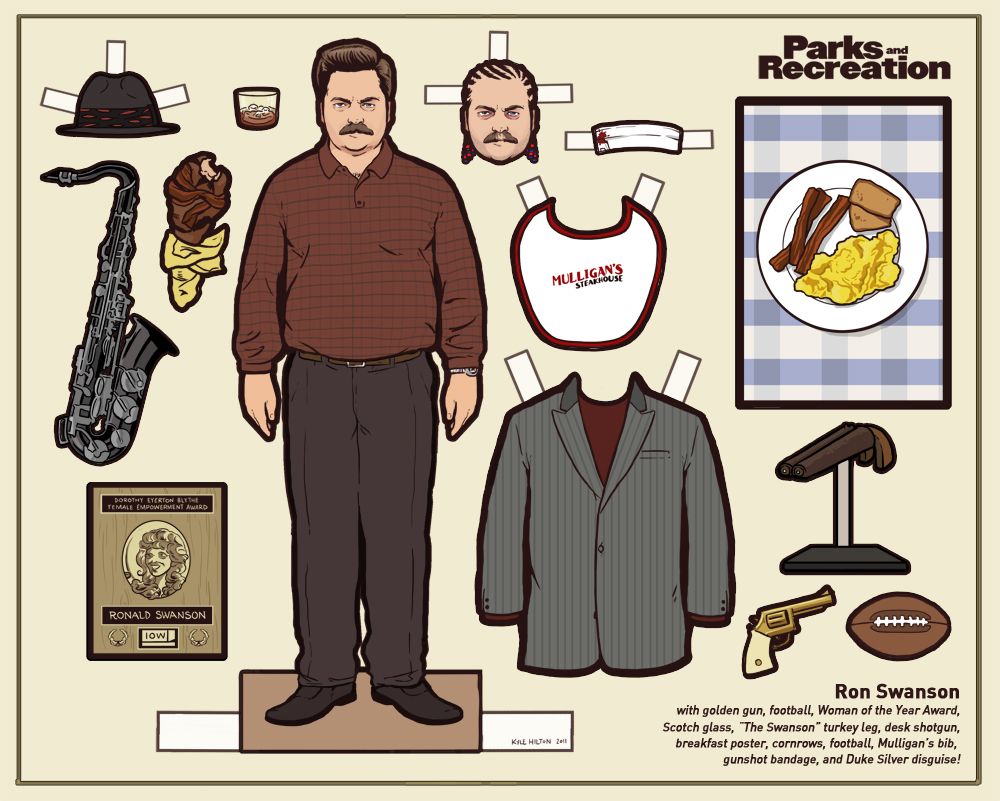 Parks and
Recreation
MULLIGAN'S
STEAKHOUSE
DOROTHY EVERTON BLYTHE
FEMALE EMPOWERMENT AWARD
RONALD SWANSON
IOW
KYLE HILTON 2011
Ron Swanson
with golden gun, football, Woman of the Year Award,
Scotch glass, "The Swanson" turkey leg, desk shotgun,
breakfast poster, cornrows, football, Mulligan's bib,
gunshot bandage, and Duke Silver disguise!